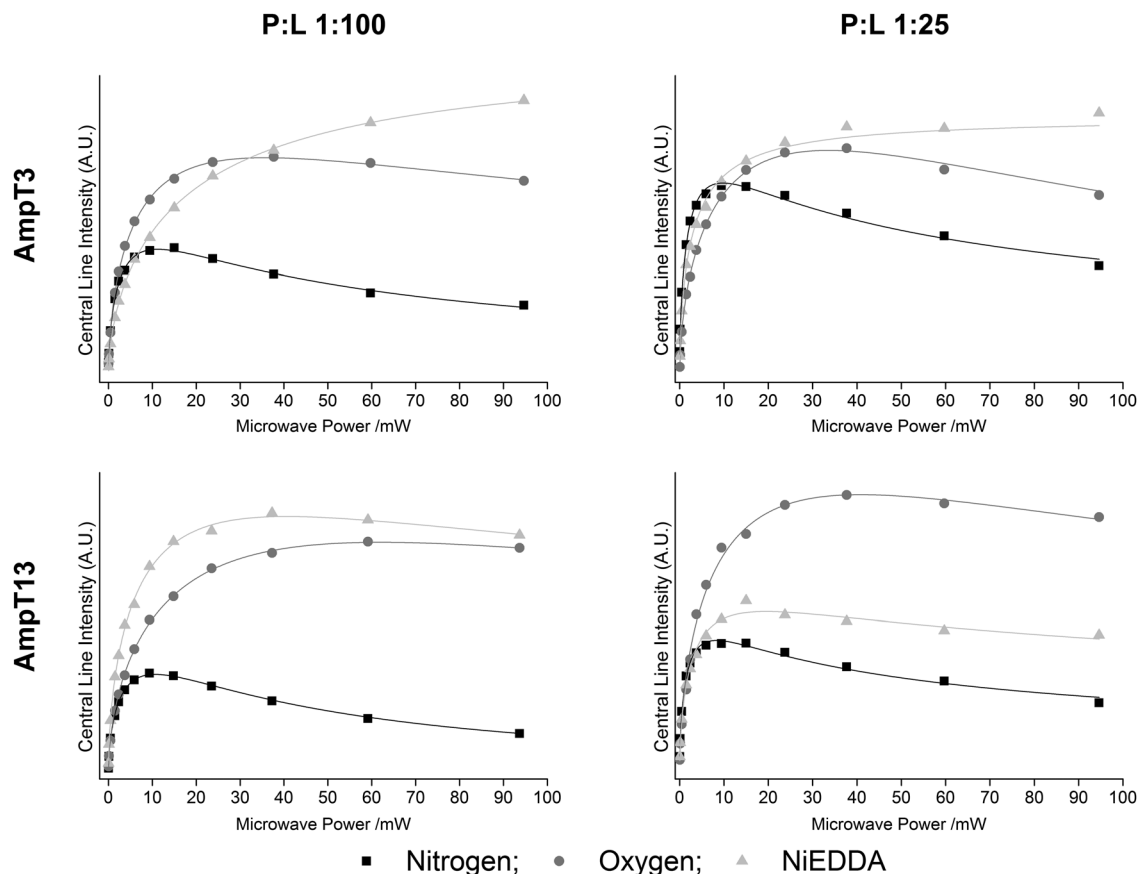 P:L 1:100
P:L 1:25
AmpT3
Central Line Intensity (A.U.)
0 10 20 30 40 50 60 70 80 90 100
Microwave Power /mW
Central Line Intensity (A.U.)
0 10 20 30 40 50 60 70 80 90 100
Microwave Power /mW
AmpT13
Central Line Intensity (A.U.)
0 10 20 30 40 50 60 70 80 90 100
Microwave Power /mW
Central Line Intensity (A.U.)
0 10 20 30 40 50 60 70 80 90 100
Microwave Power /mW
Nitrogen; Oxygen; NiEDDA